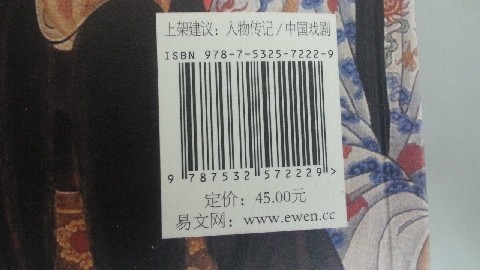 上架建议：人物传记/中国戏剧
ISBN 978-7-5325-7222-9
9 787532 572229>
定价：45.00元
易文网：www.ewen.cc